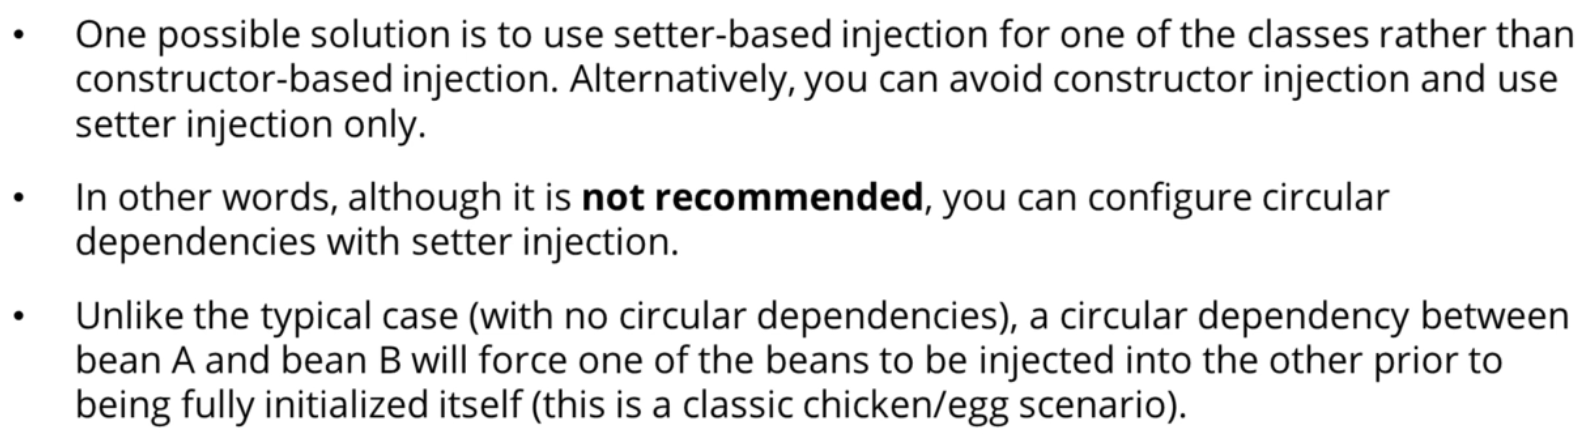 • One possible solution is to use setter-based injection for one of the classes rather than
constructor-based injection. Alternatively, you can avoid constructor injection and use
setter injection only.
• In other words, although it is not recommended, you can configure circular
dependencies with setter injection.
• Unlike the typical case (with no circular dependencies), a circular dependency between
bean A and bean B will force one of the beans to be injected into the other prior to
being fully initialized itself (this is a classic chicken/egg scenario).